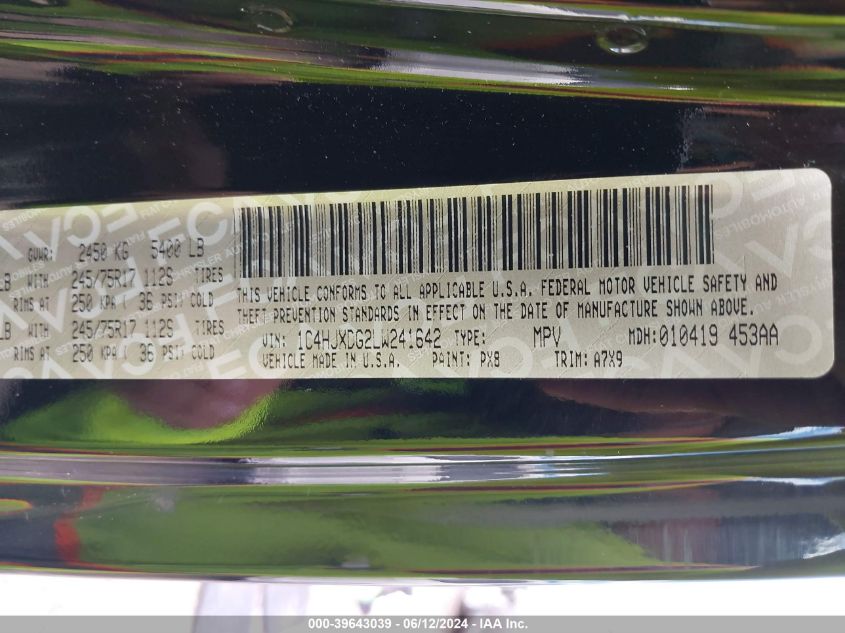 GVWR: 2450 KG 5400 LB
LB WITH 245/75R17 112S TIRES
RIMS AT 250 KPA ( 36 PSI) COLD
LB WITH 245/75R17 112S TIRES
RIMS AT 250 KPA ( 36 PSI) COLD
THIS VEHICLE CONFORMS TO ALL APPLICABLE U.S.A. FEDERAL MOTOR VEHICLE SAFETY AND
THEFT PREVENTION STANDARDS IN EFFECT ON THE DATE OF MANUFACTURE SHOWN ABOVE.
VIN: 1C4HJXDG2LW241642 TYPE: MPV MDH:010419 453AA
VEHICLE MADE IN U.S.A. PAINT: PX8 TRIM: A7X9
000-39643039 - 06/12/2024 - IAA Inc.